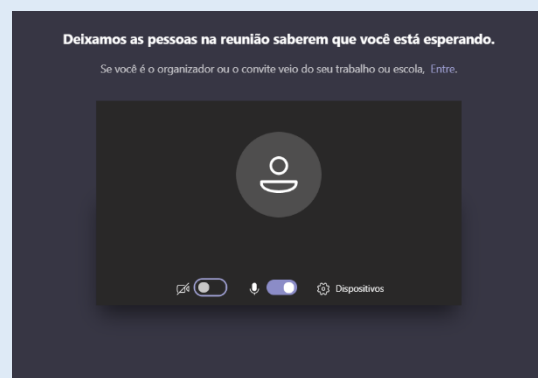 Deixamos as pessoas na reunião saberem que você está esperando.
Se você é o organizador ou o convite veio do seu trabalho ou escola, Entre.
Dispositivos